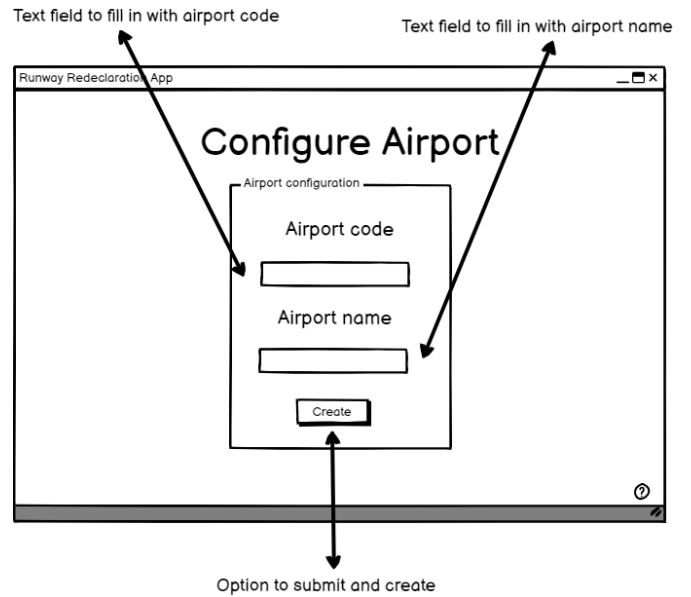 Text field to fill in with airport code
Text field to fill in with airport name
Runway Redeclaration App
Configure Airport
Airport configuration
Airport code
Airport name
Create
?
Option to submit and create